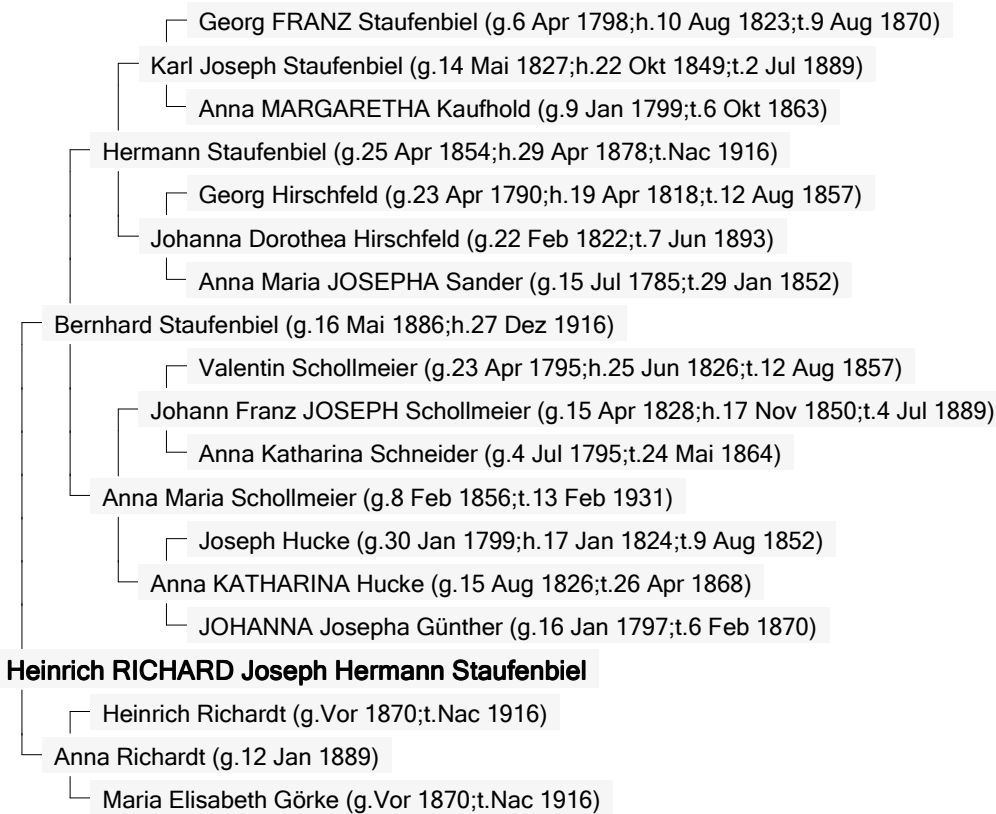 Georg FRANZ Staufenbiel (g.6 Apr 1798;h.10 Aug 1823;t.9 Aug 1870)
Karl Joseph Staufenbiel (g.14 Mai 1827;h.22 Okt 1849;t.2 Jul 1889)
Anna MARGARETHA Kaufhold (g.9 Jan 1799;t.6 Okt 1863)
Hermann Staufenbiel (g.25 Apr 1854;h.29 Apr 1878;t.Nac 1916)
Georg Hirschfeld (g.23 Apr 1790;h.19 Apr 1818;t.12 Aug 1857)
Johanna Dorothea Hirschfeld (g.22 Feb 1822;t.7 Jun 1893)
Anna Maria JOSEPHA Sander (g.15 Jul 1785;t.29 Jan 1852)
Bernhard Staufenbiel (g.16 Mai 1886;h.27 Dez 1916)
Valentin Schollmeier (g.23 Apr 1795;h.25 Jun 1826;t.12 Aug 1857)
Johann Franz JOSEPH Schollmeier (g.15 Apr 1828;h.17 Nov 1850;t.4 Jul 1889)
Anna Katharina Schneider (g.4 Jul 1795;t.24 Mai 1864)
Anna Maria Schollmeier (g.8 Feb 1856;t.13 Feb 1931)
Joseph Hucke (g.30 Jan 1799;h.17 Jan 1824;t.9 Aug 1852)
Anna KATHARINA Hucke (g.15 Aug 1826;t.26 Apr 1868)
JOHANNA Josepha Günther (g.16 Jan 1797;t.6 Feb 1870)
Heinrich RICHARD Joseph Hermann Staufenbiel
Heinrich Richardt (g.Vor 1870;t.Nac 1916)
Anna Richardt (g.12 Jan 1889)
Maria Elisabeth Görke (g.Vor 1870;t.Nac 1916)